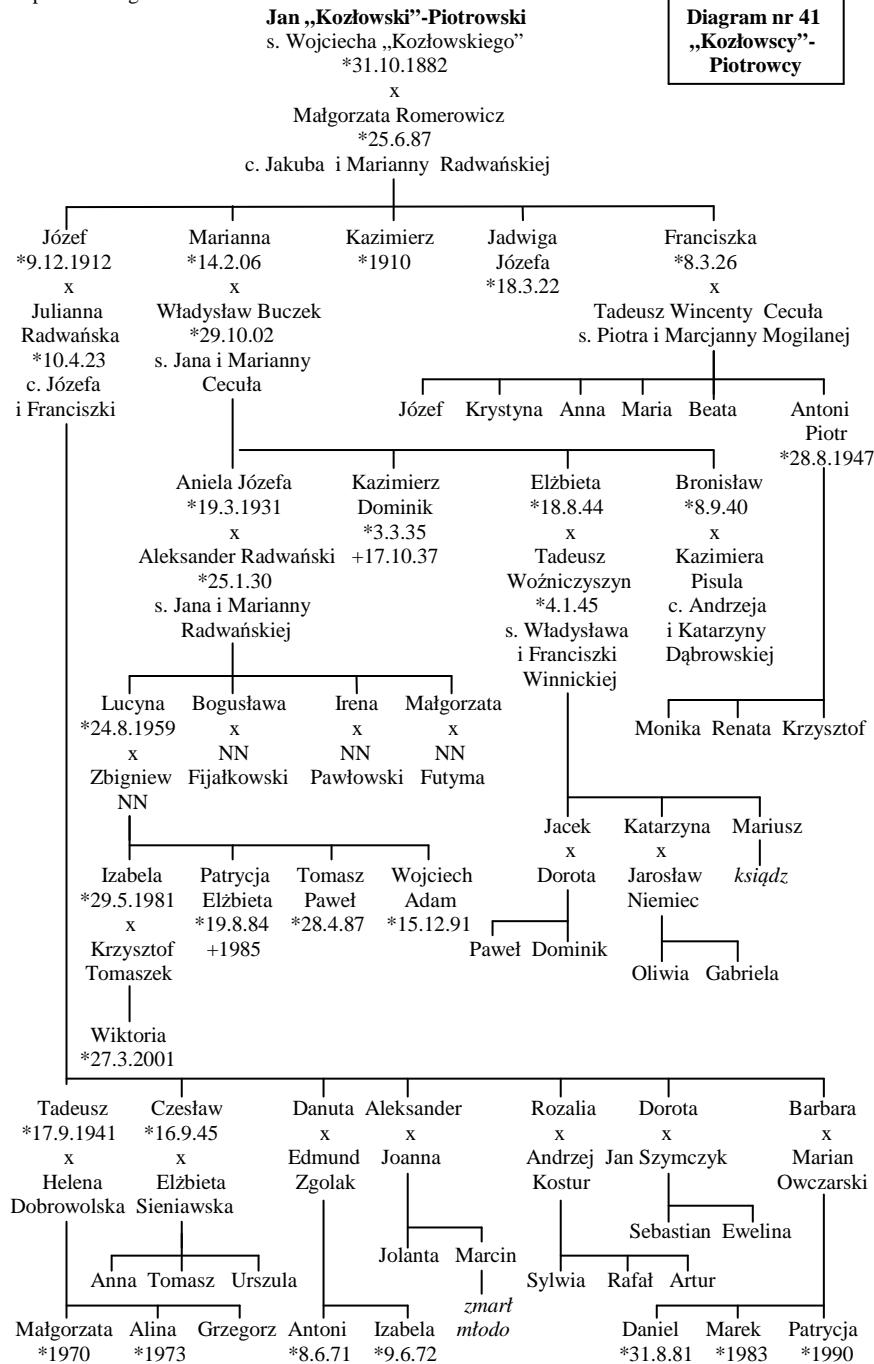 Jan „Kozłowski”-Piotrowski
s. Wojciecha „Kozłowskiego”
*31.10.1882
x
Małgorzata Romerowicz
*25.6.87
c. Jakuba i Marianny Radwańskiej
Diagram nr 41
„Kozłowscy”-
Piotrowcy
Józef
*9.12.1912
x
Julianna
Radwańska
*10.4.23
c. Józefa
i Franciszki
Marianna
*14.2.06
x
Władysław Buczek
*29.10.02
s. Jana i Marianny
Cecuła
Kazimierz
*1910
Jadwiga
Józefa
*18.3.22
Franciszka
*8.3.26
x
Tadeusz Wincenty Cecuła
s. Piotra i Marcjanny Mogilanej
Józef
Krystyna
Anna
Maria
Beata
Antoni
Piotr
*28.8.1947
Aniela Józefa
*19.3.1931
x
Aleksander Radwański
*25.1.30
s. Jana i Marianny
Radwańskiej
Kazimierz
Dominik
*3.3.35
+17.10.37
Elżbieta
*18.8.44
x
Tadeusz
Woźniczyszyn
*4.1.45
s. Władysława
i Franciszki
Winnickiej
Bronisław
*8.9.40
x
Kazimiera
Pisula
c. Andrzeja
i Katarzyny
Dąbrowskiej
Lucyna
*24.8.1959
x
Zbigniew
NN
Bogusława
x
NN
Fijałkowski
Irena
x
NN
Pawłowski
Małgorzata
x
NN
Futyma
Monika
Renata
Krzysztof
Jacek
x
Dorota
Katarzyna
x
Jarosław
Niemiec
Mariusz
ksiądz
Izabela
*29.5.1981
x
Krzysztof
Tomaszek
Patrycja
Elżbieta
*19.8.84
+1985
Tomasz
Paweł
*28.4.87
Wojciech
Adam
*15.12.91
Paweł
Dominik
Oliwia
Gabriela
Wiktoria
*27.3.2001
Tadeusz
*17.9.1941
x
Helena
Dobrowolska
Czesław
*16.9.45
x
Elżbieta
Sieniawska
Danuta
x
Edmund
Zgolak
Aleksander
x
Joanna
Rozalia
x
Andrzej
Kostur
Dorota
x
Jan Szymczyk
Barbara
x
Marian
Owczarski
Sebastian
Ewelina
Anna
Tomasz
Urszula
Jolanta
Marcin
zmarł
młodo
Sylwia
Rafał
Artur
Małgorzata
*1970
Alina
*1973
Grzegorz
Antoni
*8.6.71
Izabela
*9.6.72
Daniel
*31.8.81
Marek
*1983
Patrycja
*1990